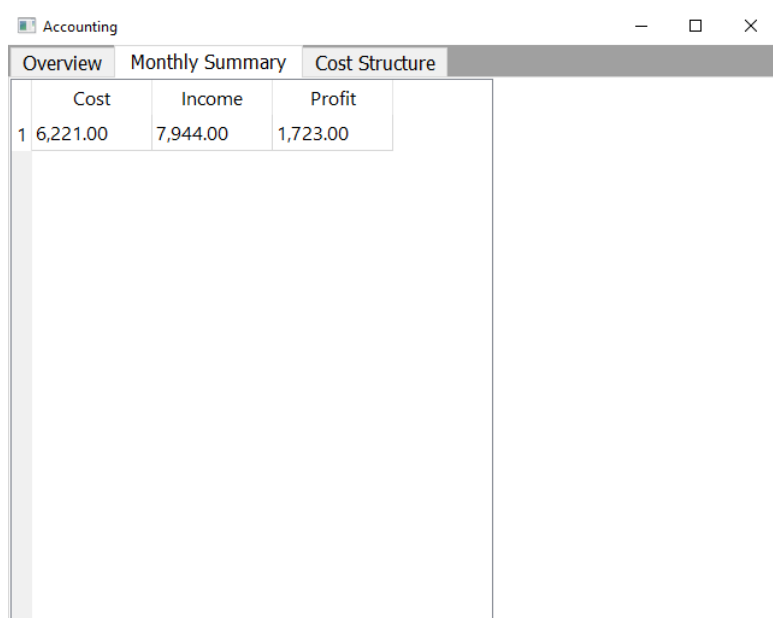 Accounting
Overview Monthly Summary Cost Structure
Cost Income Profit
1 6,221.00 7,944.00 1,723.00